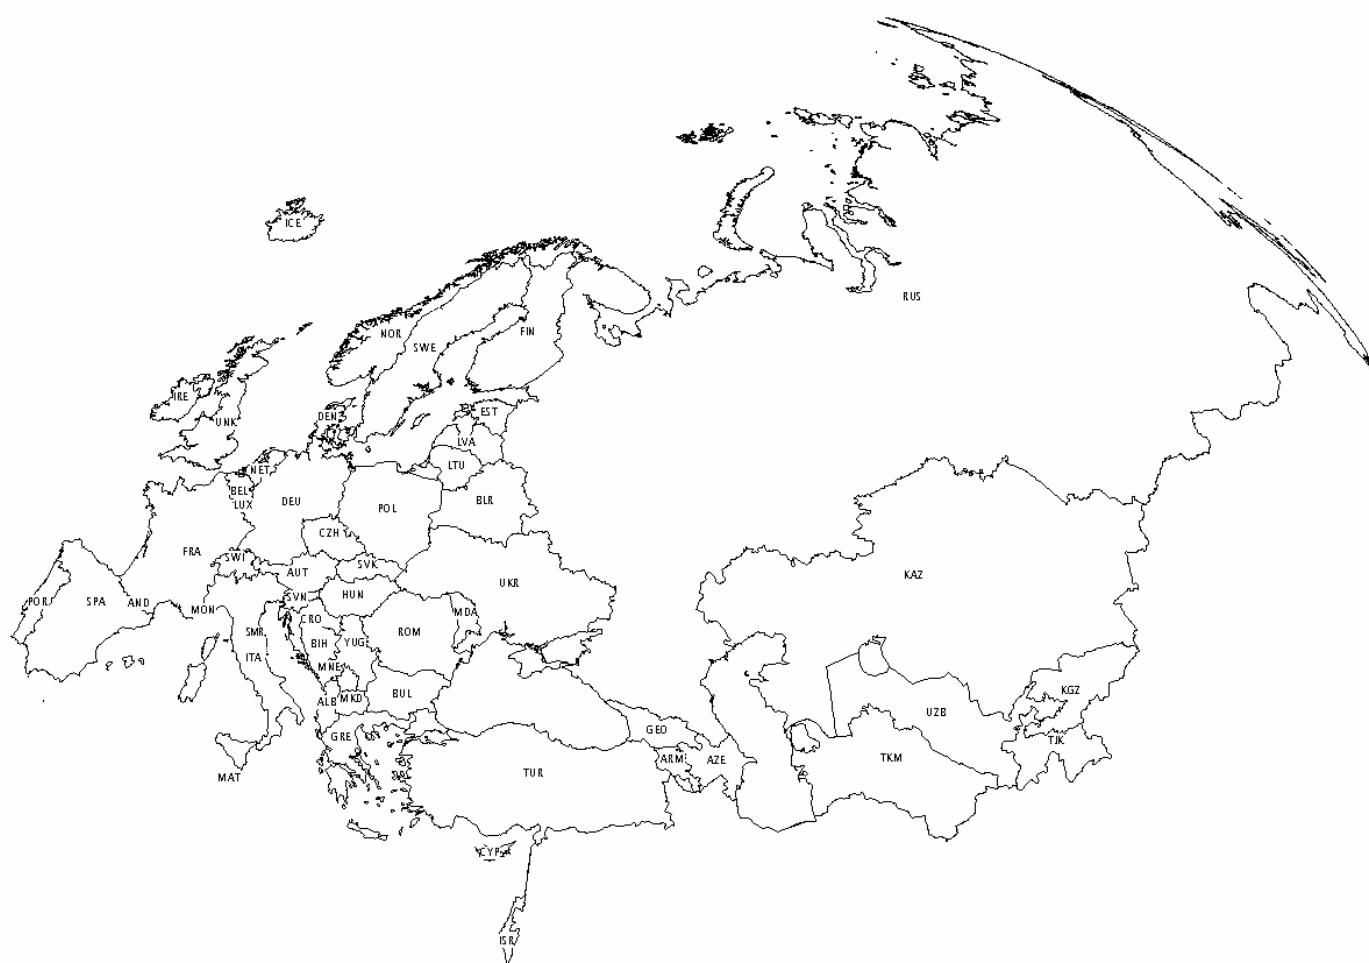 ICE
RUS
NOR
FIN
SWE
IRE
DEN
EST
UNK
LVA
LTU
NET
BEL
DEU
BLR
LUX
POL
CZH
FRA
SWI
SVK
AUT
KAZ
UKR
HUN
SVN
POR
SPA
AND
MON
MDA
CRO
SMR
ROM
BIH
YUG
ITA
MNE
KGZ
BUL
MKD
ALB
UZB
GEO
GRE
TJK
ARM
AZE
TKM
TUR
MAT
CYP
ISR